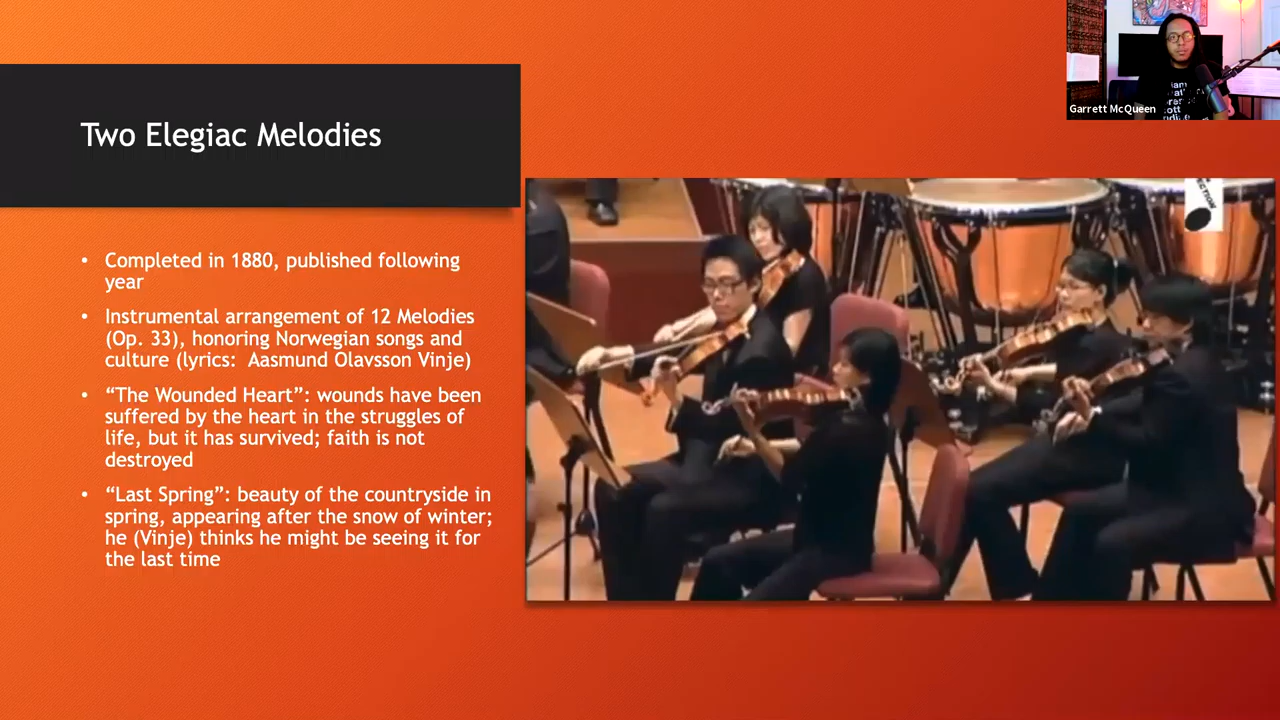 Garrett McQueen
Two Elegiac Melodies
• Completed in 1880, published following
year
• Instrumental arrangement of 12 Melodies
(Op. 33), honoring Norwegian songs and
culture (lyrics: Aasmund Olavsson Vinje)
• “The Wounded Heart”: wounds have been
suffered by the heart in the struggles of
life, but it has survived; faith is not
destroyed
• “Last Spring”: beauty of the countryside in
spring, appearing after the snow of winter;
he (Vinje) thinks he might be seeing it for
the last time